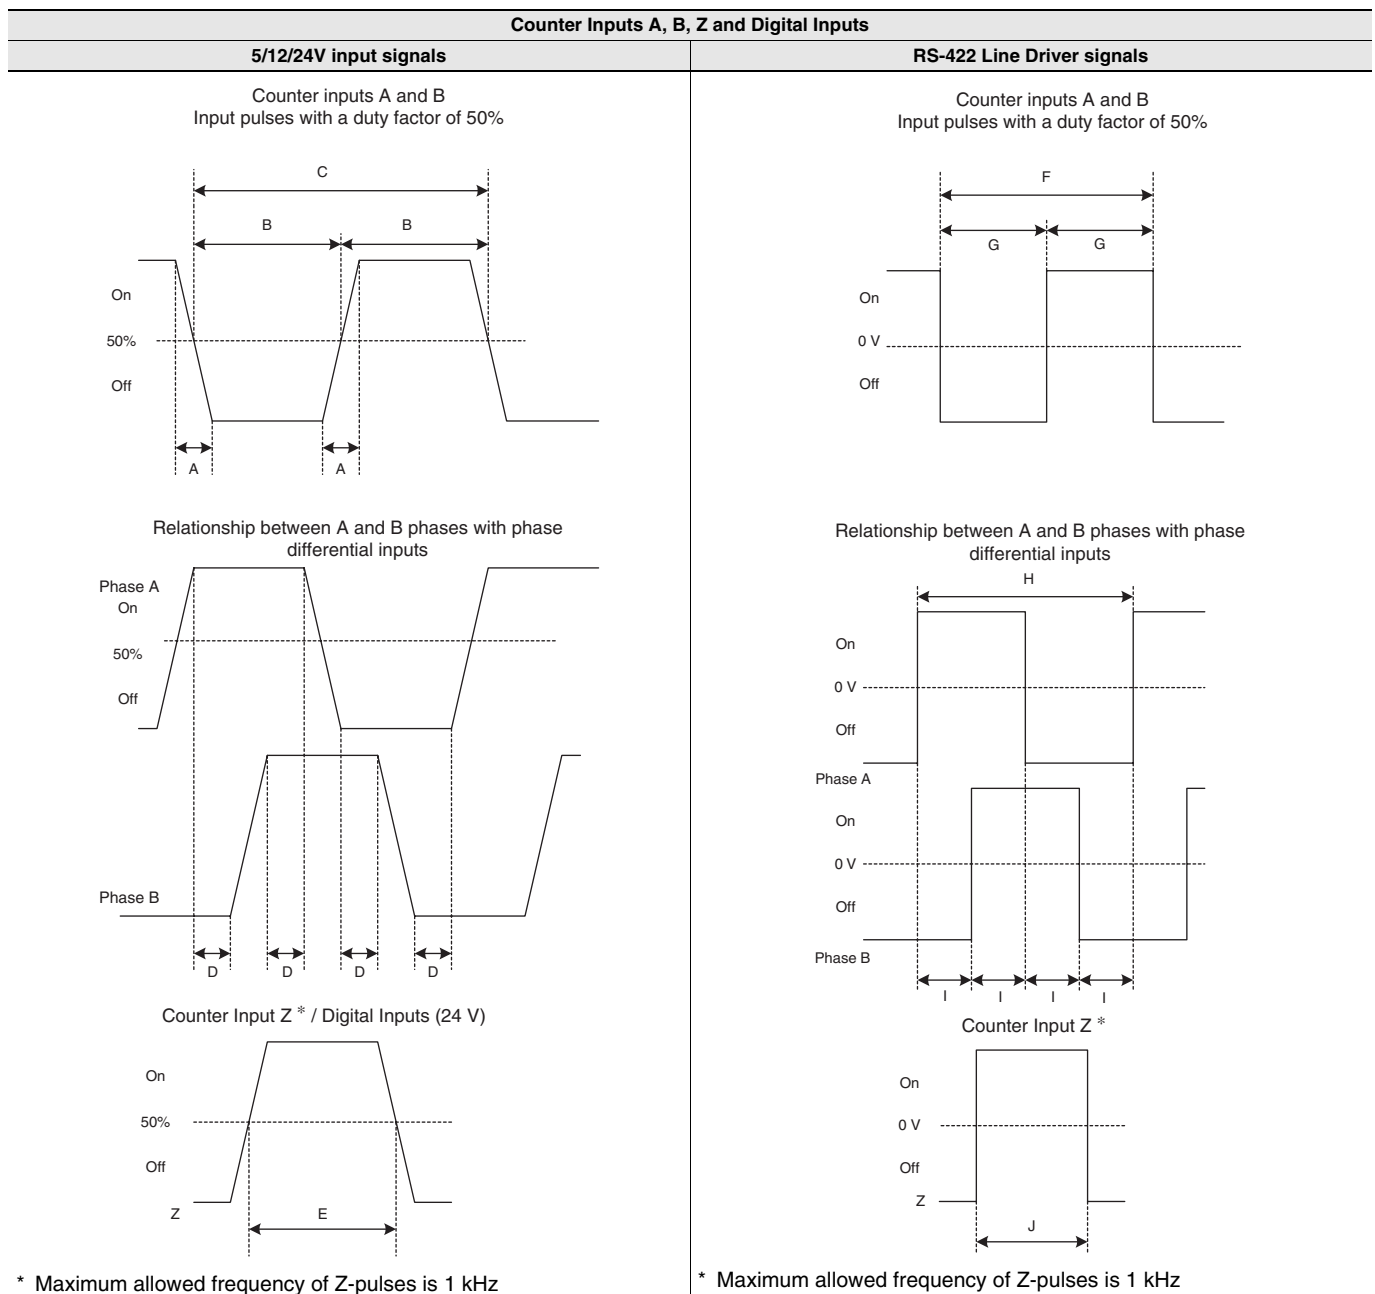 Counter Inputs A, B, Z and Digital Inputs
5/12/24V input signals
RS-422 Line Driver signals
Counter inputs A and B
Input pulses with a duty factor of 50%
C
B
B
On
50%
Off
A
A
Relationship between A and B phases with phase
differential inputs
Phase A
On
50%
Off
Phase B
D
D
D
D
Counter Input Z * / Digital Inputs (24 V)
On
50%
Off
Z
E
* Maximum allowed frequency of Z-pulses is 1 kHz
Counter inputs A and B
Input pulses with a duty factor of 50%
F
G
G
On
0 V
Off
Relationship between A and B phases with phase
differential inputs
H
On
0 V
Off
Phase A
On
0 V
Off
Phase B
I
I
I
I
Counter Input Z *
On
0 V
Off
Z
J
* Maximum allowed frequency of Z-pulses is 1 kHz